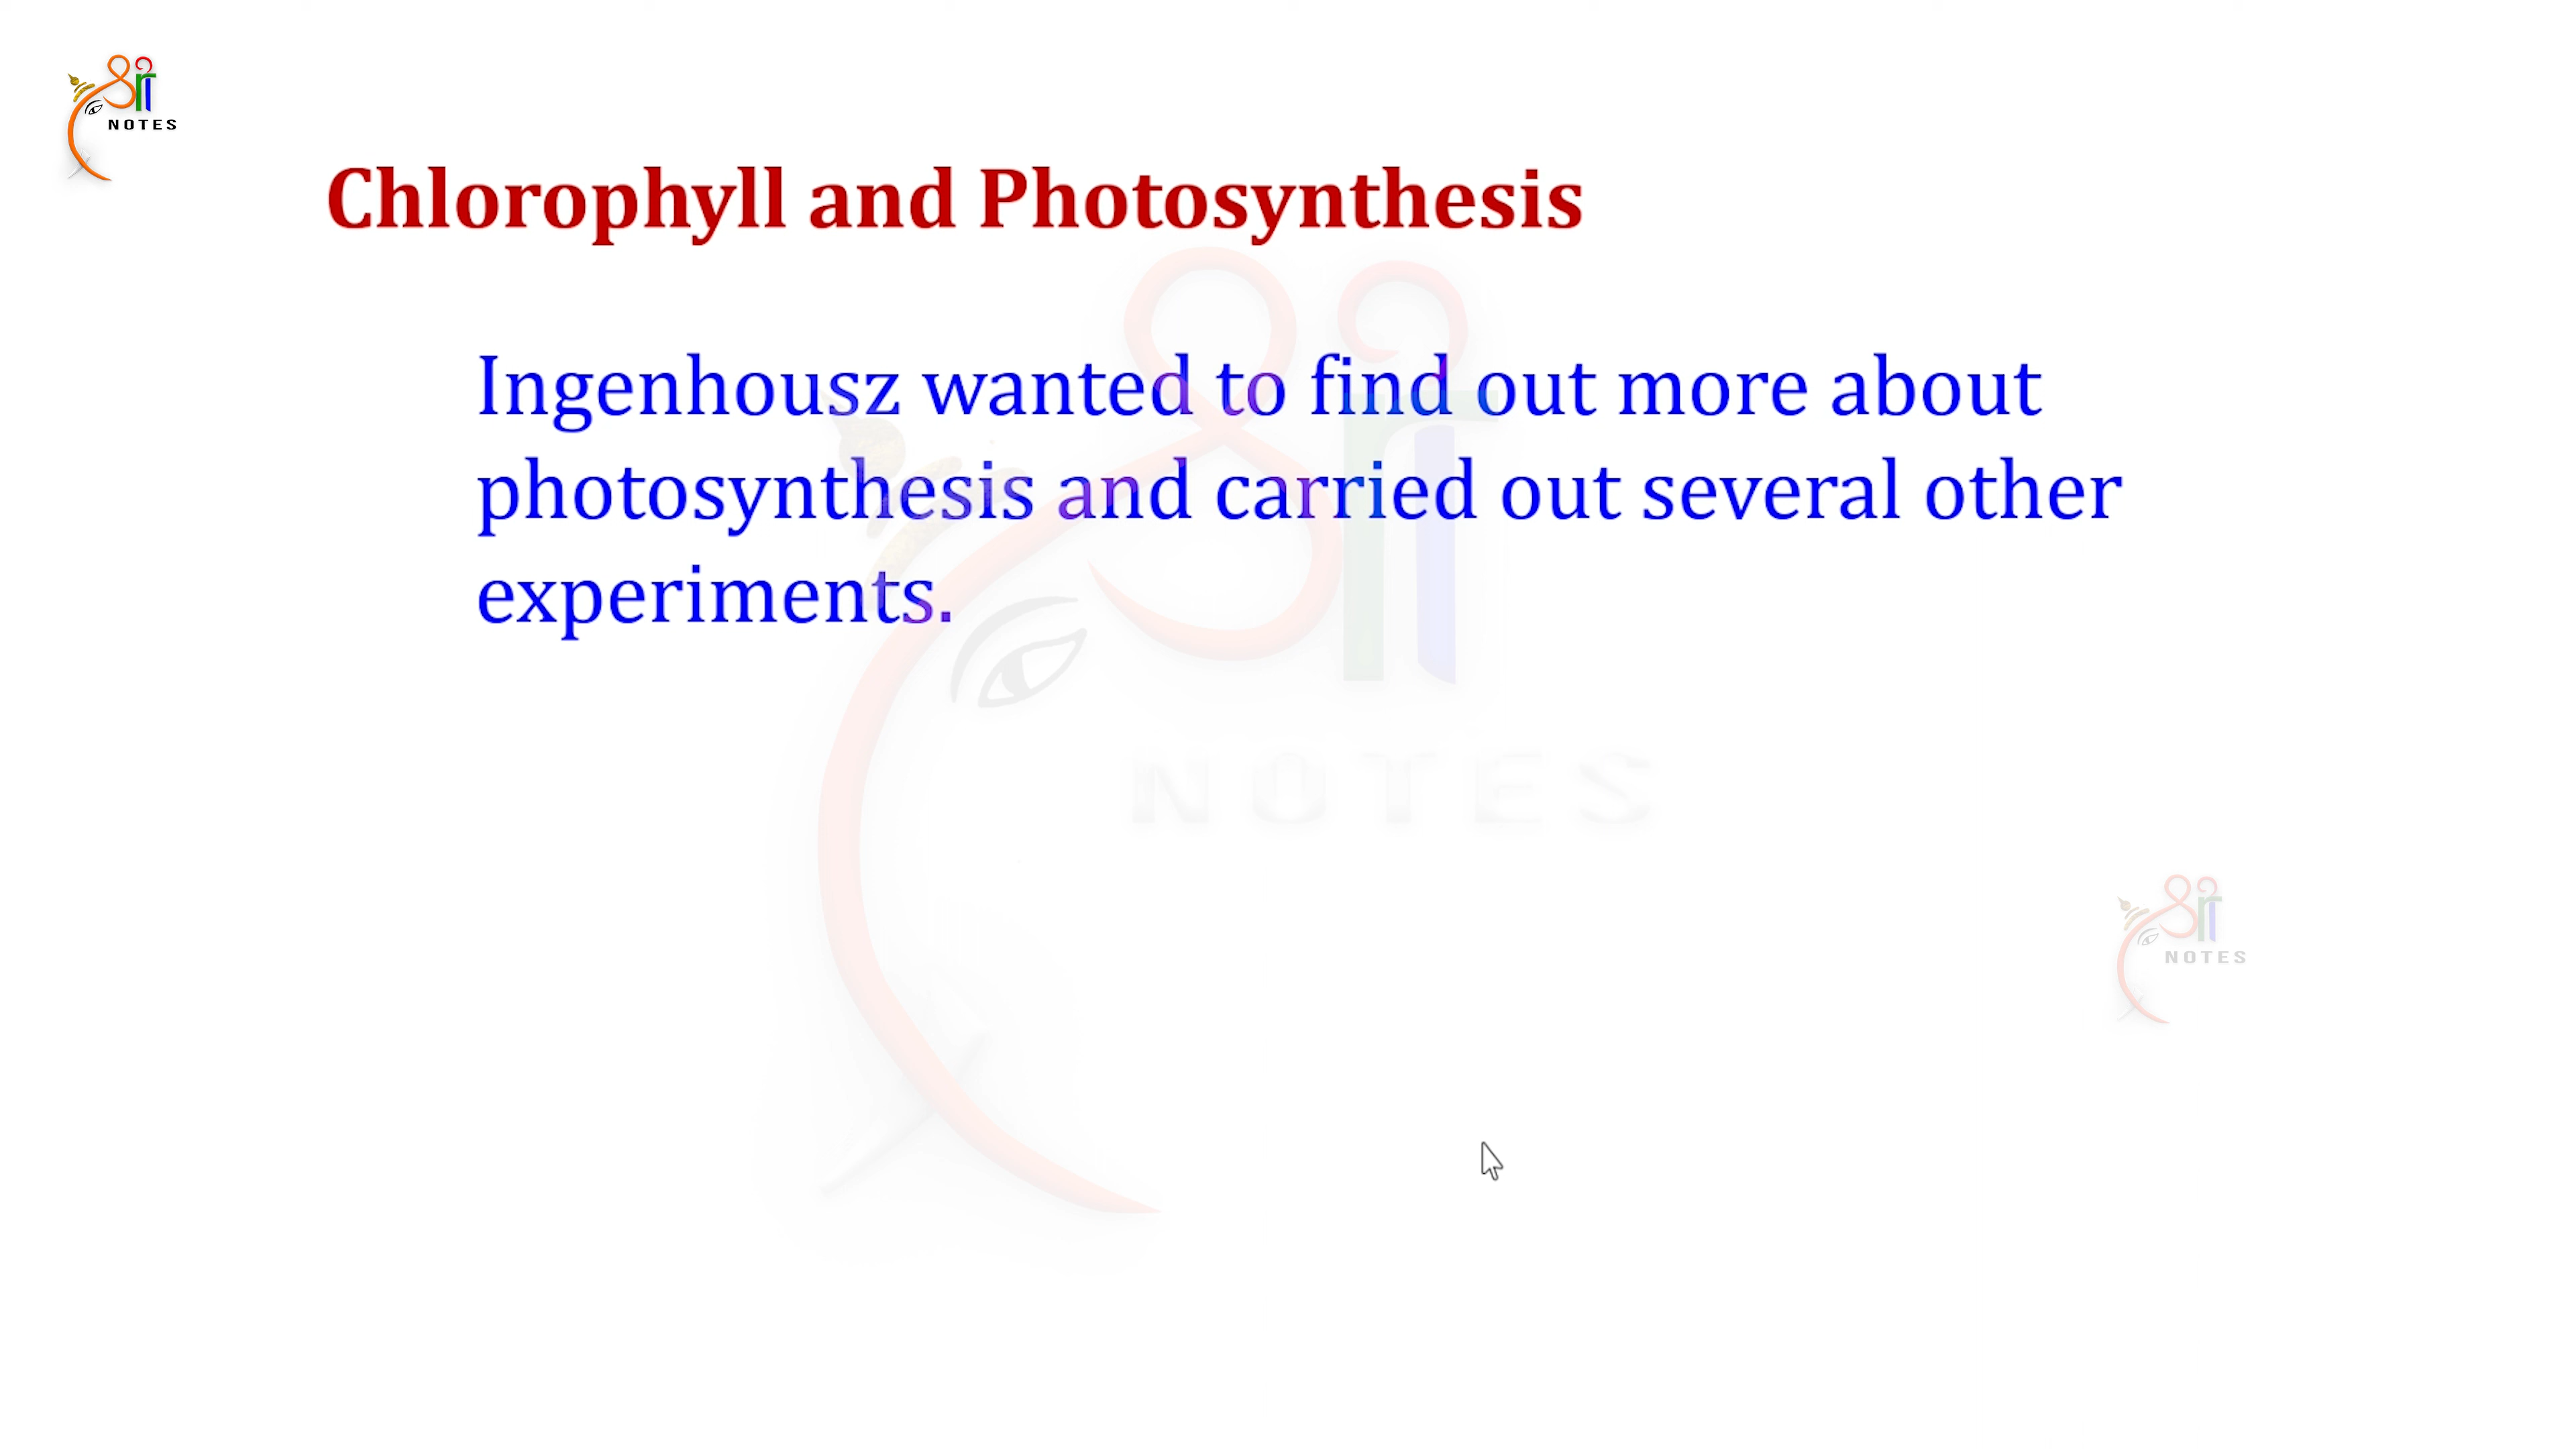 श्री
NOTES
Chlorophyll and Photosynthesis
Ingenhousz wanted to find out more about
photosynthesis and carried out several other
experiments.
श्री
NOTES
श्री
NOTES